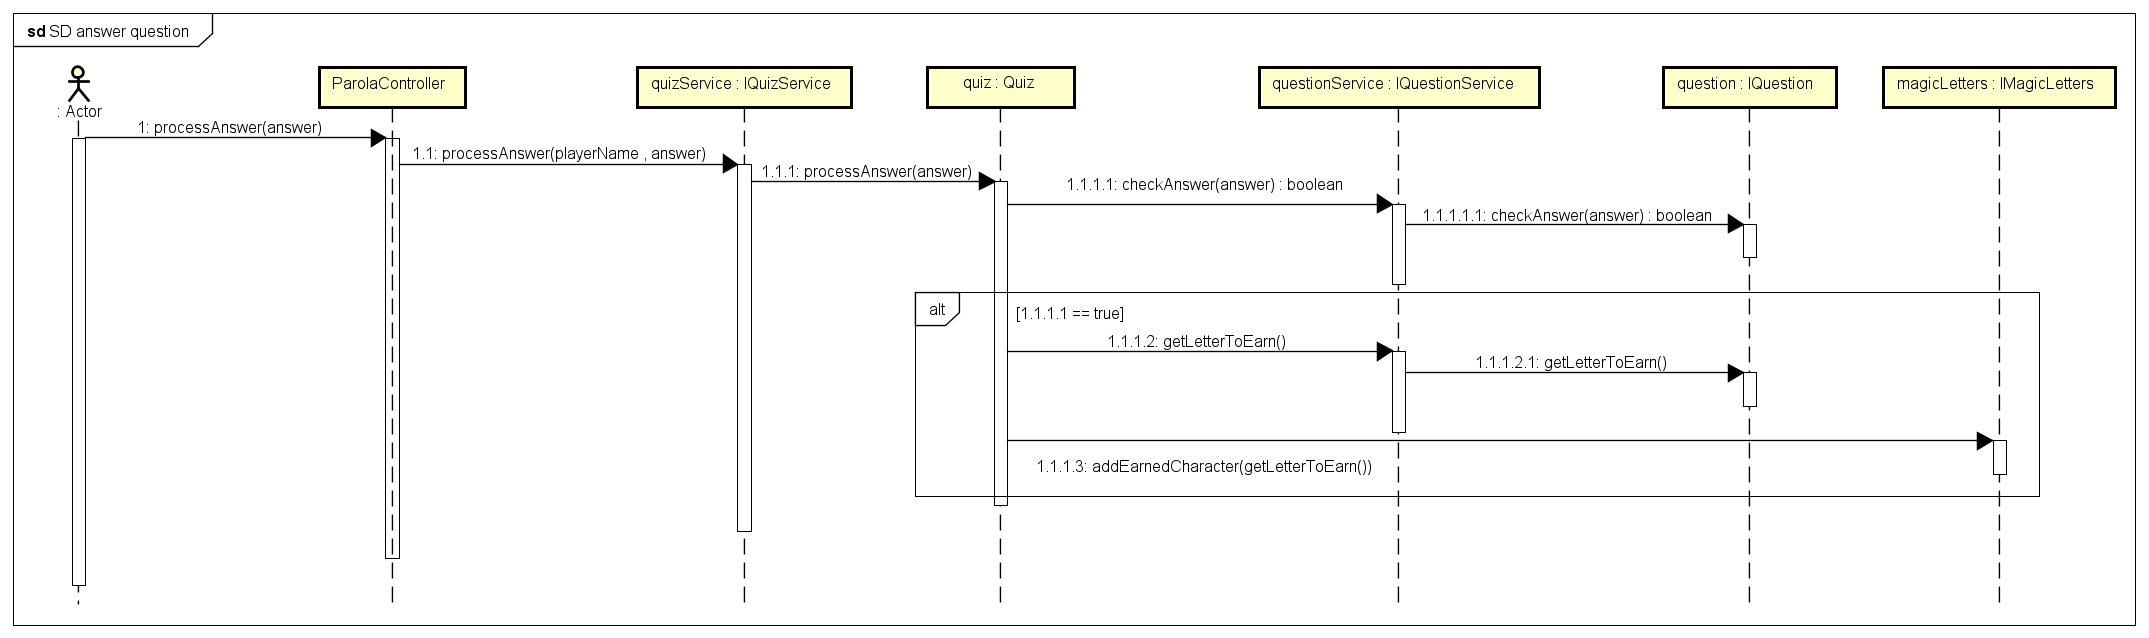 sd SD answer question
: Actor
ParolaController
quizService : IQuizService
quiz : Quiz
questionService : IQuestionService
question : IQuestion
magicLetters : IMagicLetters
1: processAnswer(answer)
1.1: processAnswer(playerName , answer)
1.1.1: processAnswer(answer)
1.1.1.1: checkAnswer(answer) : boolean
1.1.1.1.1: checkAnswer(answer) : boolean
alt
[1.1.1.1 == true]
1.1.1.2: getLetterToEarn()
1.1.1.2.1: getLetterToEarn()
1.1.1.3: addEarnedCharacter(getLetterToEarn())